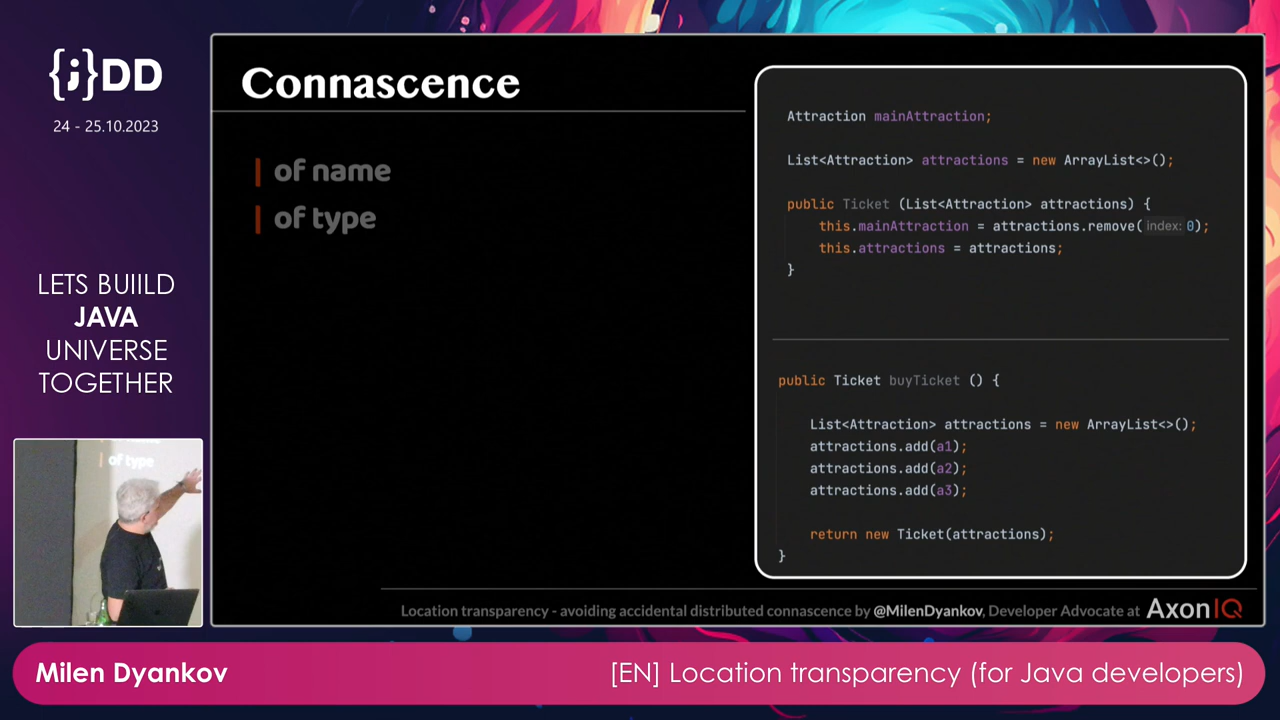 {j}DD
24 - 25.10.2023
LETS BUIILD
JAVA
UNIVERSE
TOGETHER
Connascence
of name
of type
Attraction mainAttraction;
List<Attraction> attractions = new ArrayList<>();
public Ticket (List<Attraction> attractions) {
this.mainAttraction = attractions.remove( index: 0);
this.attractions = attractions;
}
public Ticket buyTicket () {
List<Attraction> attractions = new ArrayList<>();
attractions.add(a1);
attractions.add(a2);
attractions.add(a3);
return new Ticket(attractions);
}
of type
Location transparency - avoiding accidental distributed connascence by @MilenDyankov, Developer Advocate at AxonIQ
Milen Dyankov
[EN] Location transparency (for Java developers)